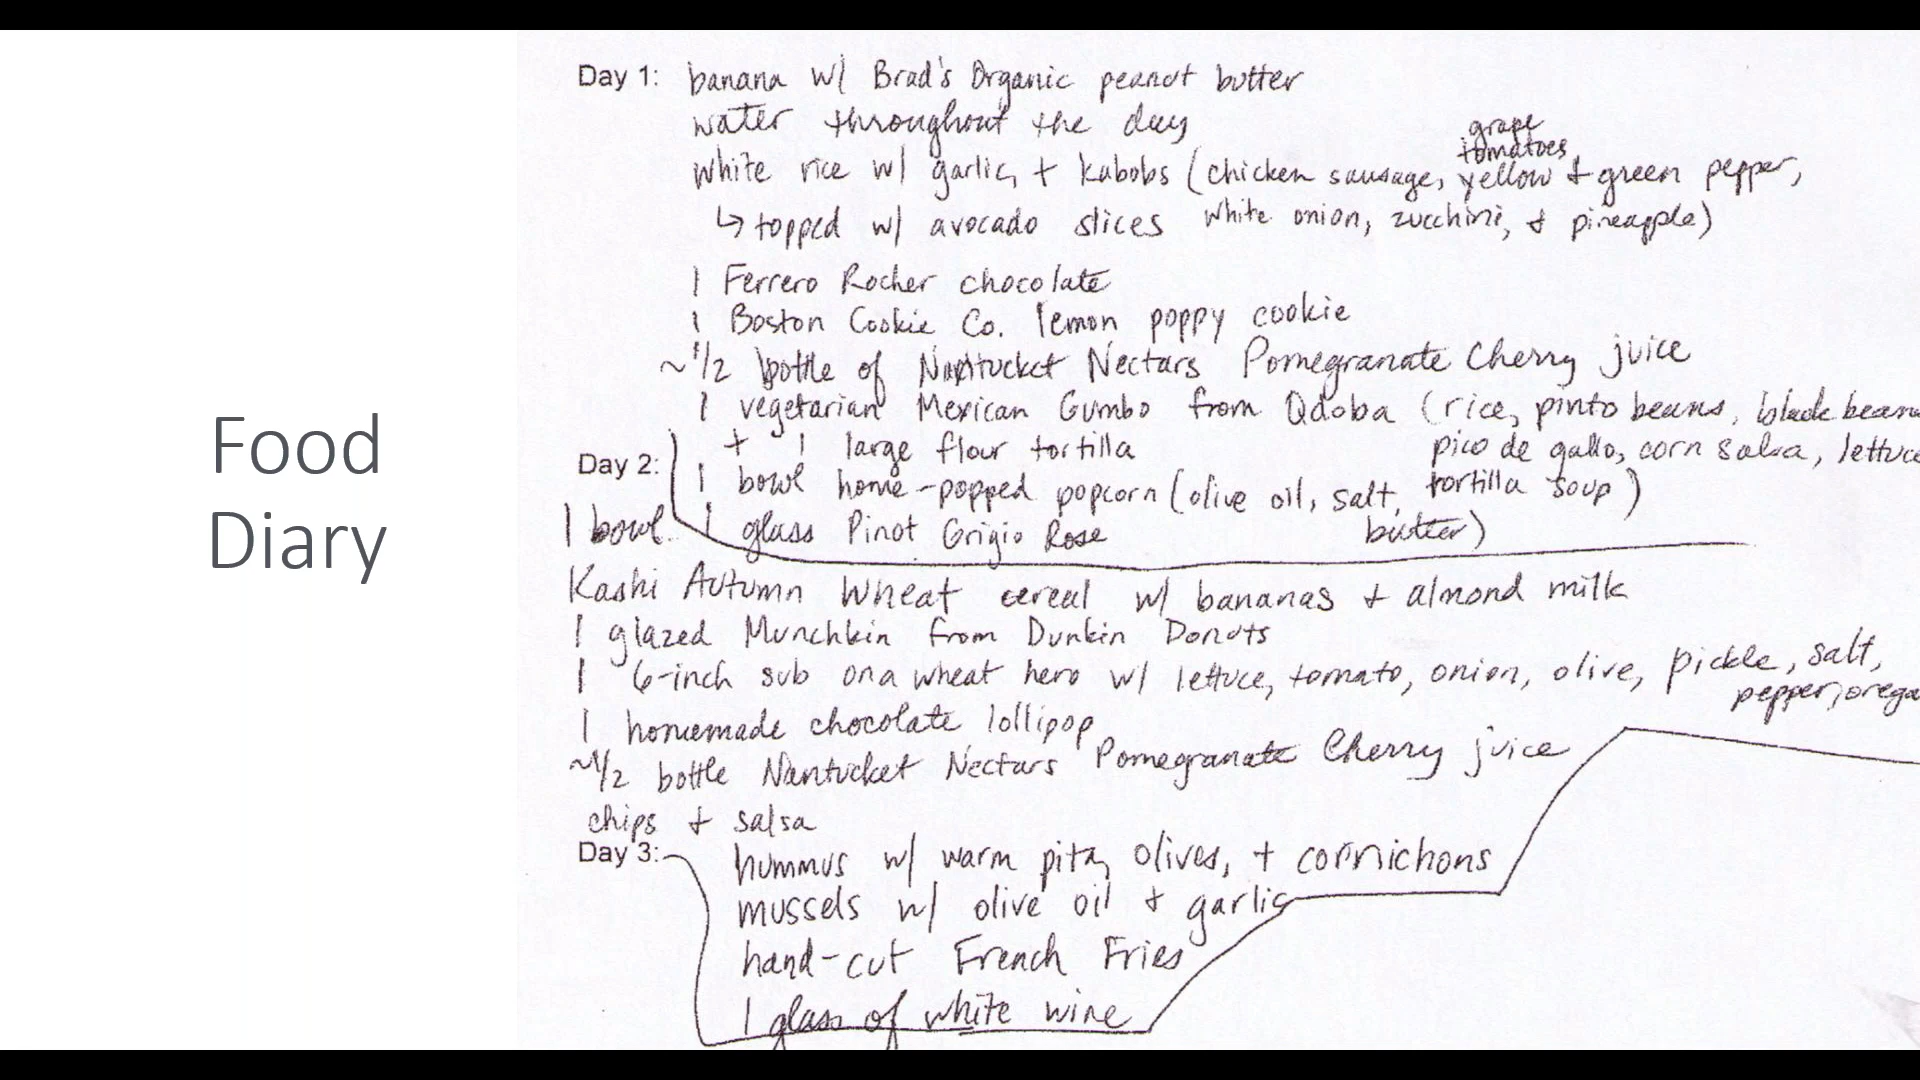 Food
Diary
Day 1: banana w/ Brad's Organic peanut butter
water throughout the day
grape
tomatoes
white rice w/ garlic, + kabobs (chicken sausage, yellow + green pepper,
↳ topped w/ avocado slices white onion, zucchini, + pineapple)
1 Ferrero Rocher chocolate
1 Boston Cookie Co. lemon poppy cookie
~1/2 bottle of Nantucket Nectars Pomegranate Cherry juice
1 vegetarian Mexican Gumbo from Qdoba (rice, pinto beans, black beans
+ 1 large flour tortilla pico de gallo, corn salsa, lettuce
Day 2: 1 bowl home-popped popcorn (olive oil, salt, tortilla soup)
1 bowl 1 glass Pinot Grigio Rose butter)
Kashi Autumn Wheat cereal w/ bananas + almond milk
1 glazed Munchkin from Dunkin Donuts
1 6-inch sub on a wheat hero w/ lettuce, tomato, onion, olive, pickle, salt,
pepper, orega
1 homemade chocolate lollipop
~1/2 bottle Nantucket Nectars Pomegranate Cherry juice
chips + salsa
Day 3: hummus w/ warm pita, olives, + cornichons
mussels w/ olive oil + garlic
hand-cut French Fries
1 glass of white wine